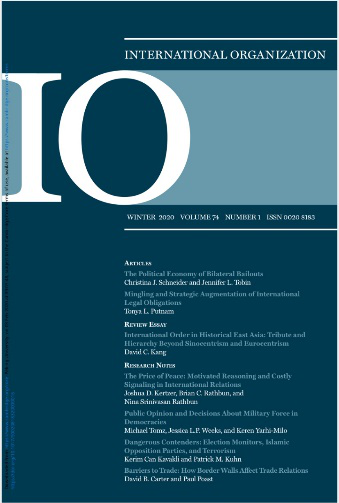 INTERNATIONAL ORGANIZATION
IO
WINTER 2020 VOLUME 74 NUMBER 1 ISSN 0020 8183
ARTICLES
The Political Economy of Bilateral Bailouts
Christina J. Schneider and Jennifer L. Tobin
Mingling and Strategic Augmentation of International
Legal Obligations
Tonya L. Putnam
REVIEW ESSAY
International Order in Historical East Asia: Tribute and
Hierarchy Beyond Sinocentrism and Eurocentrism
David C. Kang
RESEARCH NOTES
The Price of Peace: Motivated Reasoning and Costly
Signaling in International Relations
Joshua D. Kertzer, Brian C. Rathbun, and
Nina Srinivasan Rathbun
Public Opinion and Decisions About Military Force in
Democracies
Michael Tomz, Jessica L.P. Weeks, and Keren Yarhi-Milo
Dangerous Contenders: Election Monitors, Islamic
Opposition Parties, and Terrorism
Kerim Can Kavakli and Patrick M. Kuhn
Barriers to Trade: How Border Walls Affect Trade Relations
David B. Carter and Paul Poast